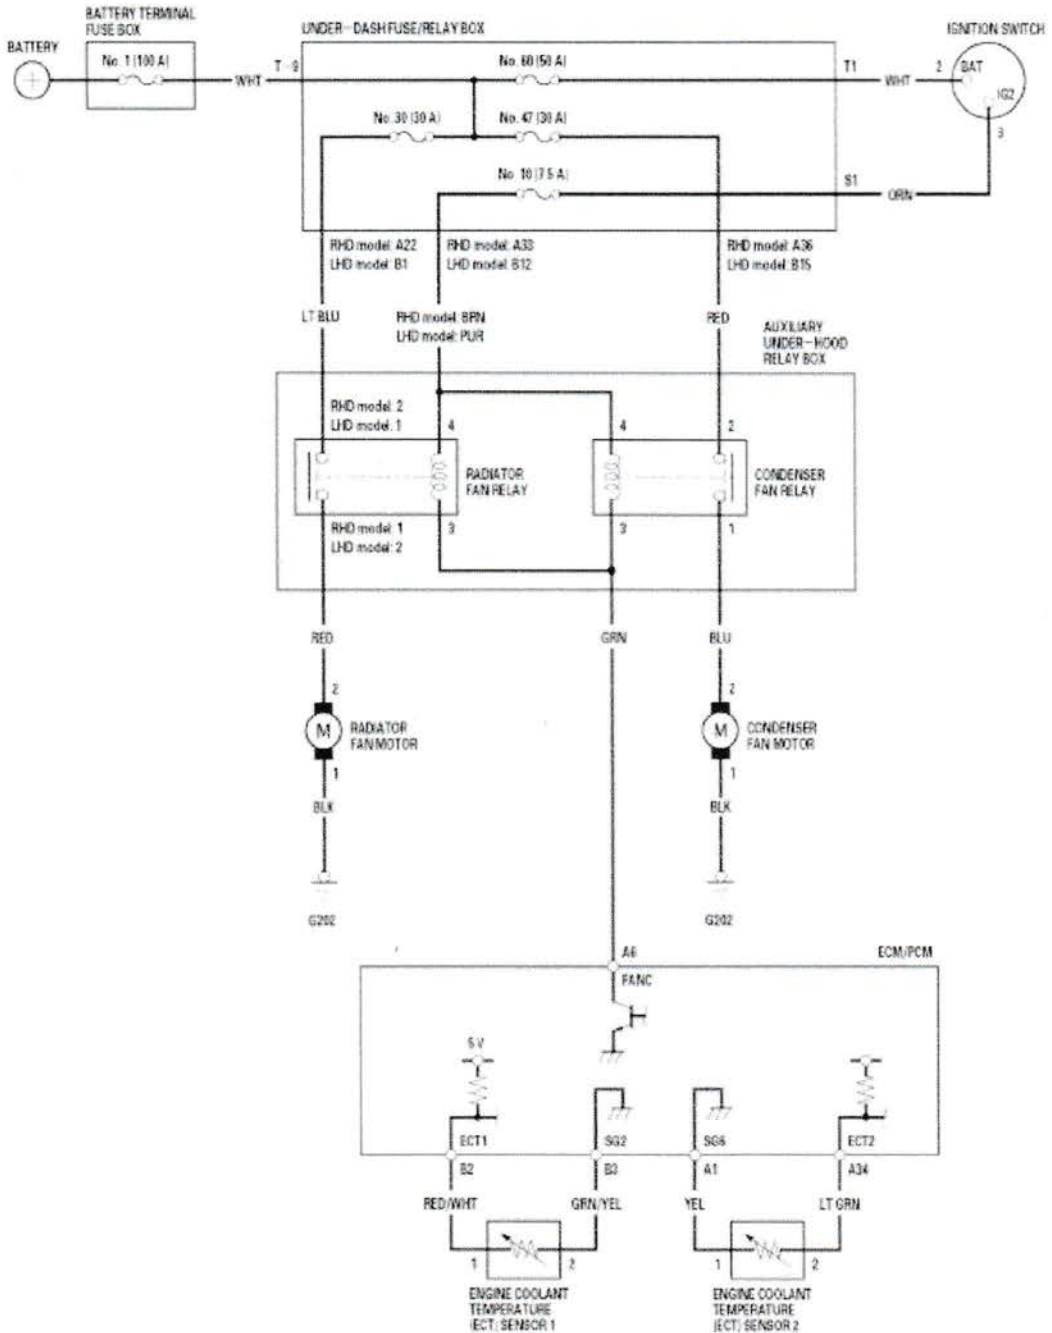 BATTERY TERMINAL
FUSE BOX
UNDER-DASH FUSE/RELAY BOX
IGNITION SWITCH
BATTERY
No. 1 (100 A)
No. 60 (50 A)
WHT
T-9
T1
WHT
2
BAT
IG2
No. 30 (30 A)
No. 47 (30 A)
3
No. 10 (7.5 A)
S1
ORN
RHD model: A22
LHD model: B1
RHD model: A33
LHD model: B12
RHD model: A36
LHD model: B15
LT BLU
RHD model: BRN
LHD model: PUR
RED
AUXILIARY
UNDER-HOOD
RELAY BOX
RHD model: 2
LHD model: 1
4
4
2
RADIATOR
FAN RELAY
CONDENSER
FAN RELAY
RHD model: 1
LHD model: 2
3
3
1
RED
GRN
BLU
2
2
M
RADIATOR
FAN MOTOR
M
CONDENSER
FAN MOTOR
1
1
BLK
BLK
G202
G202
A6
ECM/PCM
FANC
5 V
ECT1
SG2
SG6
ECT2
B2
B3
A1
A34
RED/WHT
GRN/YEL
YEL
LT GRN
1
2
1
2
ENGINE COOLANT
TEMPERATURE
(ECT) SENSOR 1
ENGINE COOLANT
TEMPERATURE
(ECT) SENSOR 2